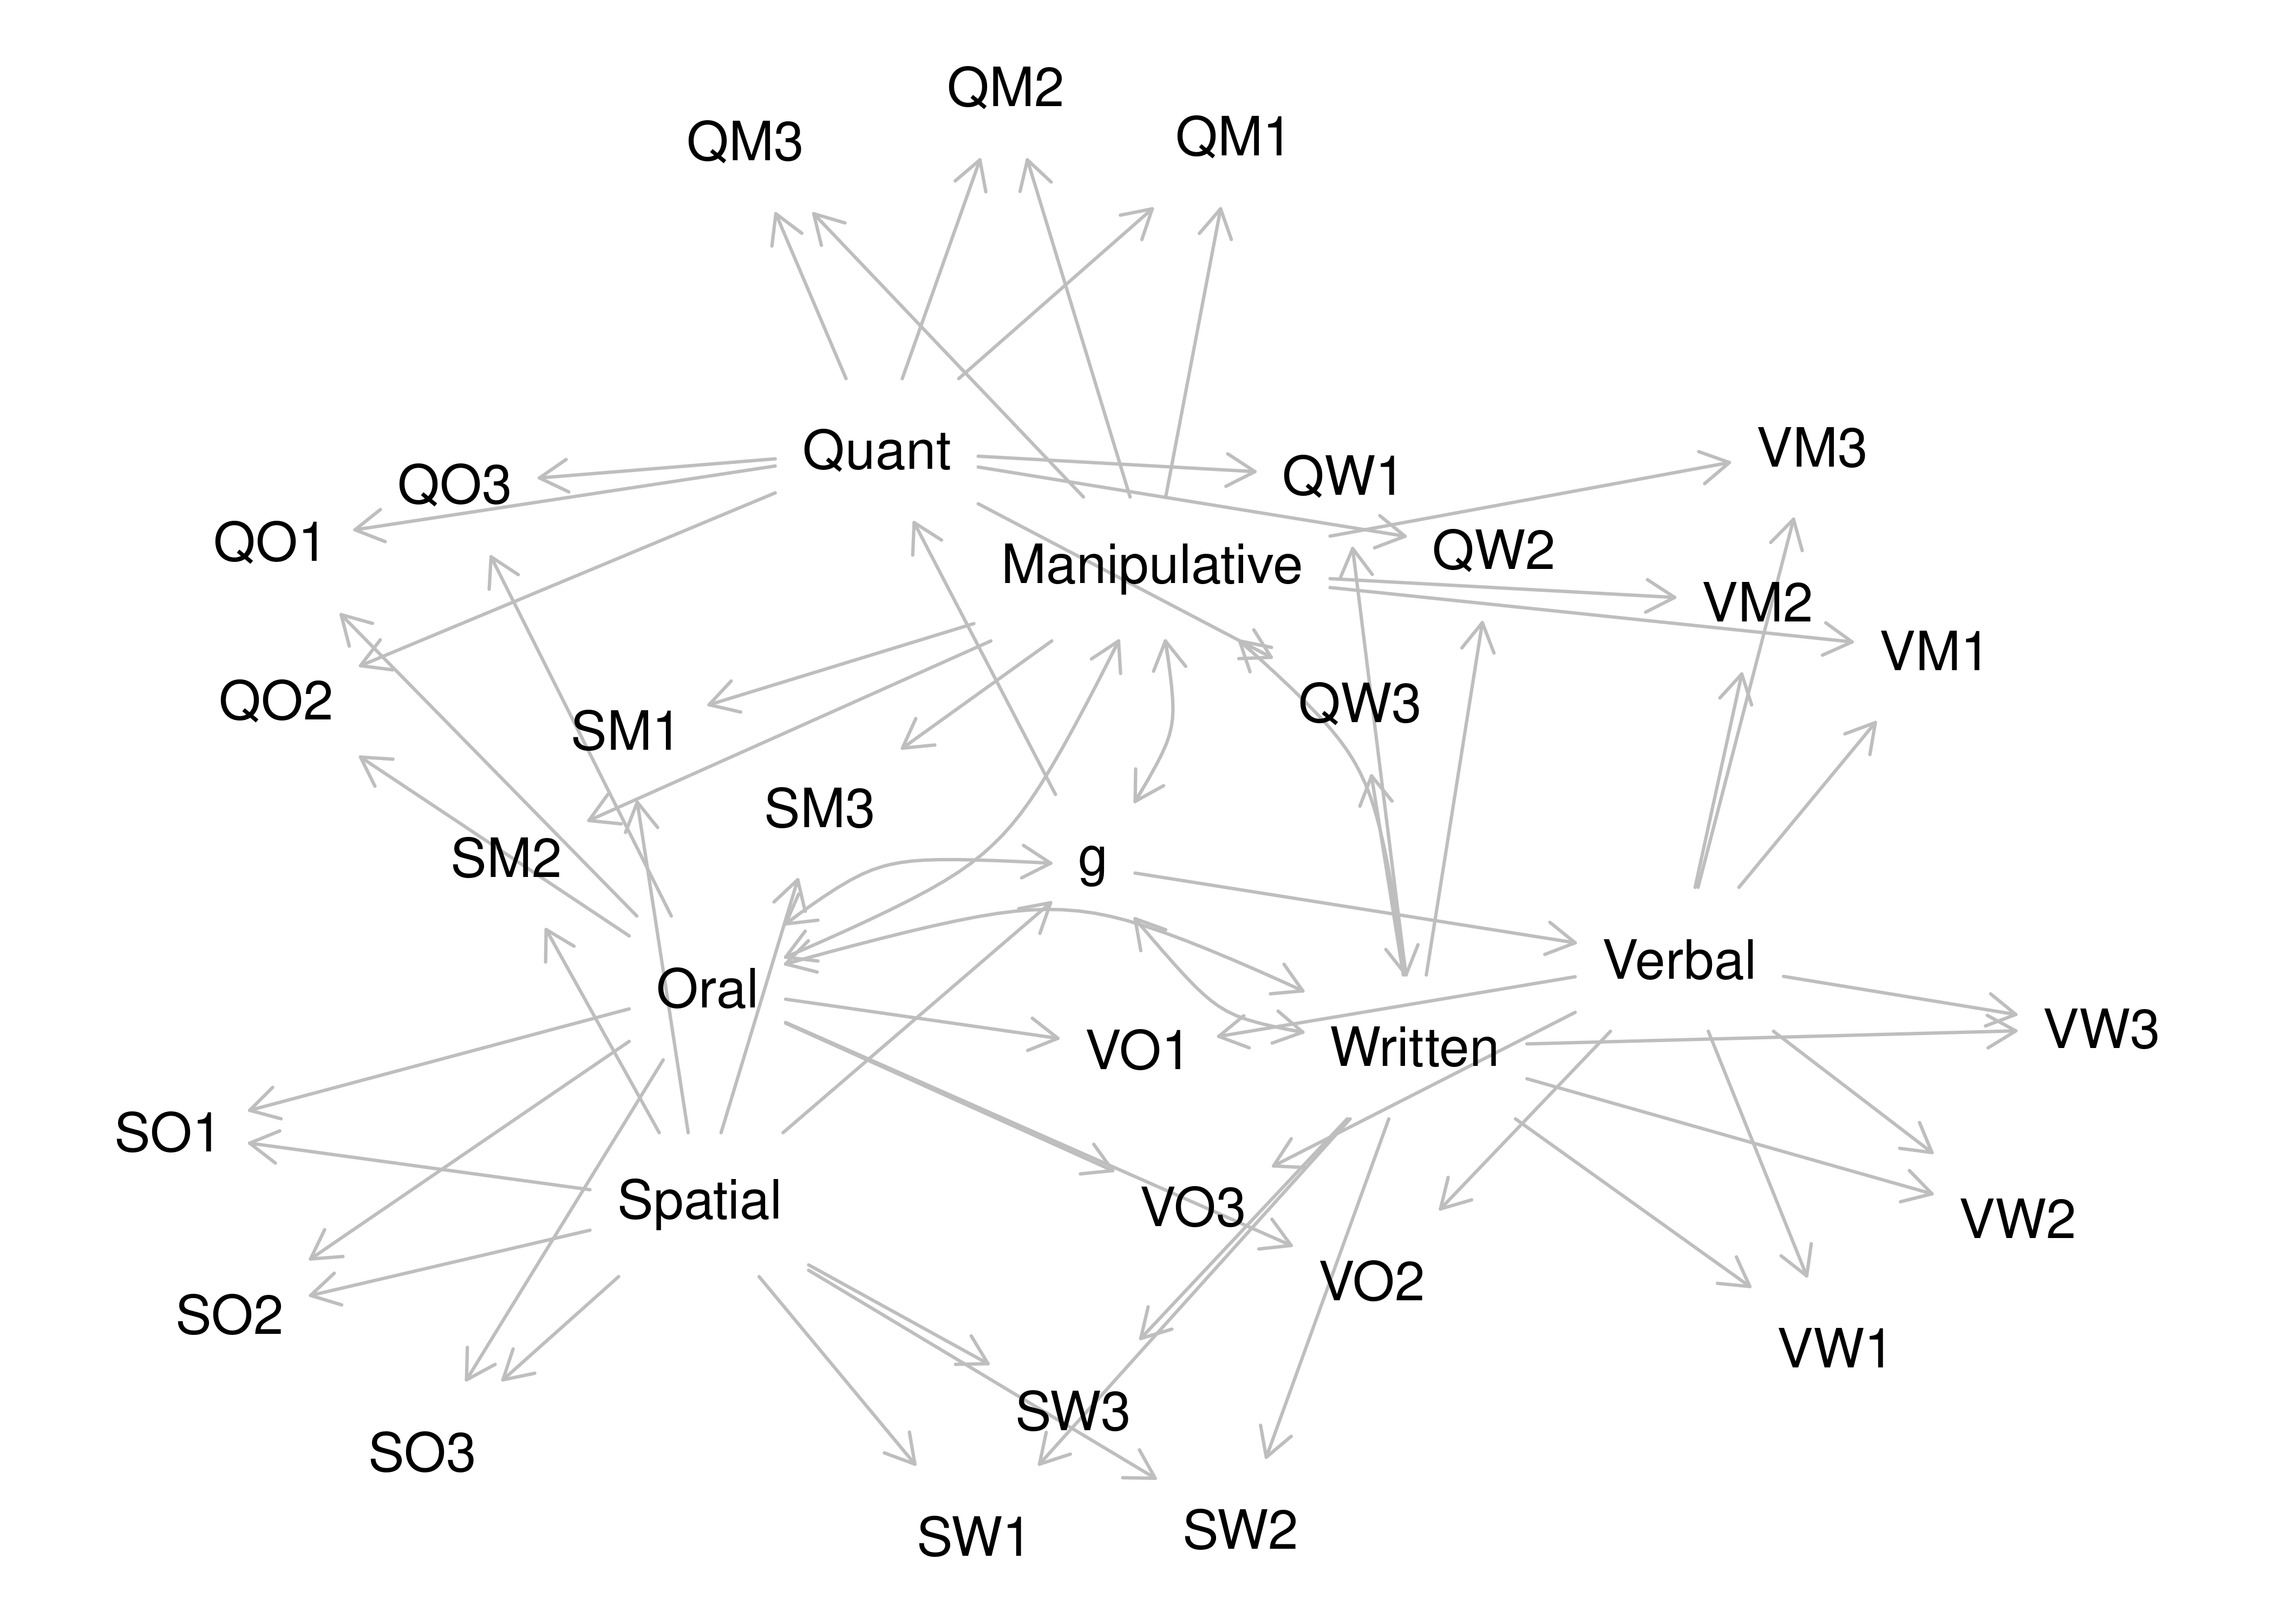 QM2
QM3
QM1
Quant
VM3
QO3
QW1
QO1
QW2
Manipulative
VM2
VM1
QO2
QW3
SM1
SM3
SM2
g
Verbal
Oral
VW3
Written
VO1
SO1
Spatial
VO3
VW2
VO2
SO2
VW1
SW3
SO3
SW2
SW1